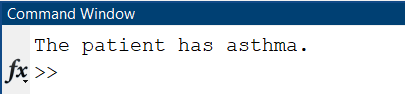 Command Window
The patient has asthma.
fx >>